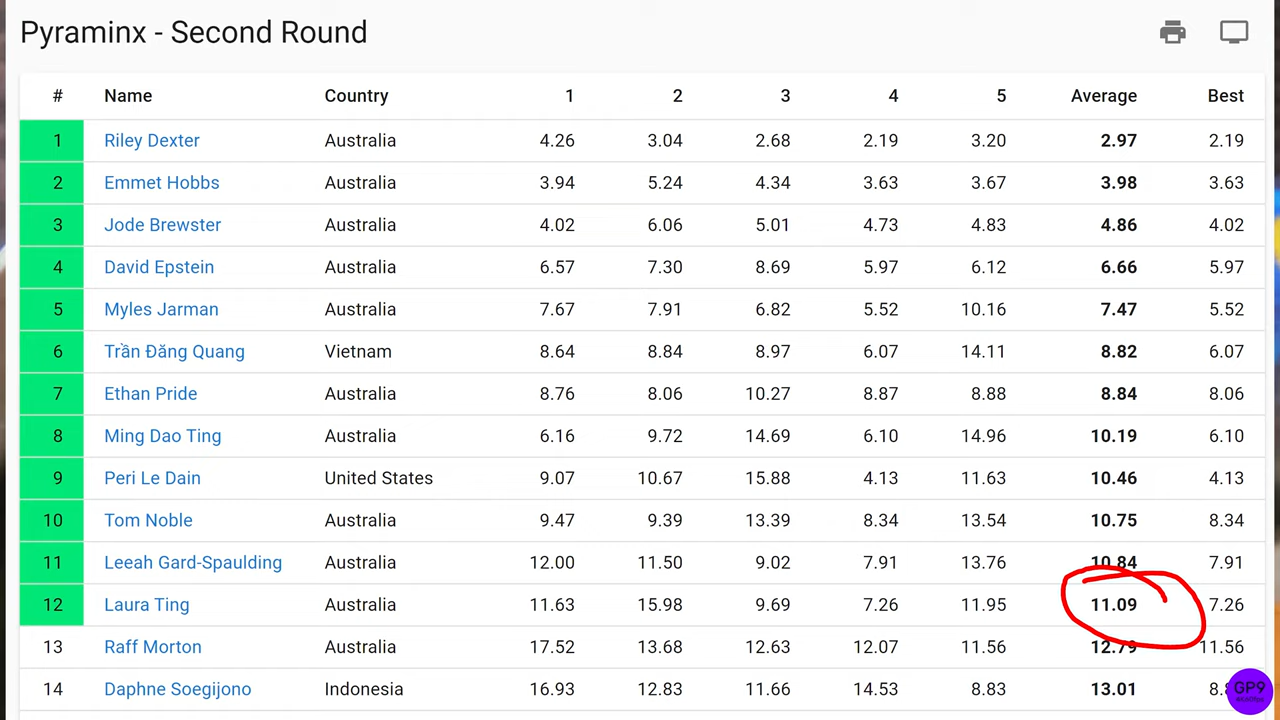 Pyraminx - Second Round
# Name Country 1 2 3 4 5 Average Best
1 Riley Dexter Australia 4.26 3.04 2.68 2.19 3.20 2.97 2.19
2 Emmet Hobbs Australia 3.94 5.24 4.34 3.63 3.67 3.98 3.63
3 Jode Brewster Australia 4.02 6.06 5.01 4.73 4.83 4.86 4.02
4 David Epstein Australia 6.57 7.30 8.69 5.97 6.12 6.66 5.97
5 Myles Jarman Australia 7.67 7.91 6.82 5.52 10.16 7.47 5.52
6 Trần Đăng Quang Vietnam 8.64 8.84 8.97 6.07 14.11 8.82 6.07
7 Ethan Pride Australia 8.76 8.06 10.27 8.87 8.88 8.84 8.06
8 Ming Dao Ting Australia 6.16 9.72 14.69 6.10 14.96 10.19 6.10
9 Peri Le Dain United States 9.07 10.67 15.88 4.13 11.63 10.46 4.13
10 Tom Noble Australia 9.47 9.39 13.39 8.34 13.54 10.75 8.34
11 Leeah Gard-Spaulding Australia 12.00 11.50 9.02 7.91 13.76 10.84 7.91
12 Laura Ting Australia 11.63 15.98 9.69 7.26 11.95 11.09 7.26
13 Raff Morton Australia 17.52 13.68 12.63 12.07 11.56 12.79 11.56
14 Daphne Soegijono Indonesia 16.93 12.83 11.66 14.53 8.83 13.01
GP9